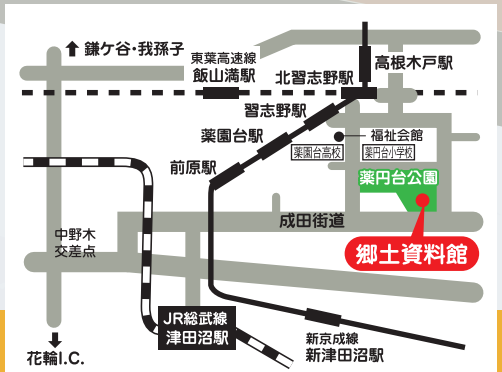 鎌ケ谷・我孫子
東葉高速線
飯山満駅
北習志野駅
高根木戸駅
習志野駅
薬園台駅
福祉会館
薬園台高校
薬円台小学校
前原駅
薬円台公園
成田街道
中野木
交差点
郷土資料館
JR総武線
津田沼駅
新京成線
新津田沼駅
花輪I.C.